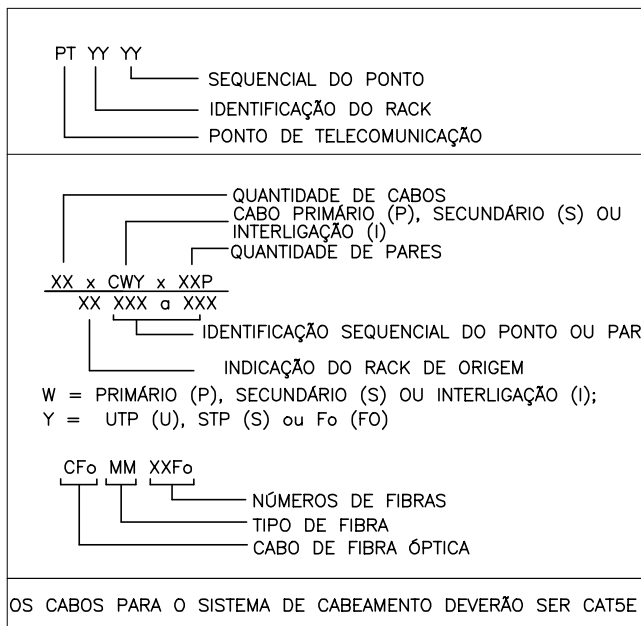 PT YY YY
SEQUENCIAL DO PONTO
IDENTIFICAÇÃO DO RACK
PONTO DE TELECOMUNICAÇÃO
QUANTIDADE DE CABOS
CABO PRIMÁRIO (P), SECUNDÁRIO (S) OU
INTERLIGAÇÃO (I)
QUANTIDADE DE PARES
XX x CWY x XXP
XX XXX a XXX
IDENTIFICAÇÃO SEQUENCIAL DO PONTO OU PAR
INDICAÇÃO DO RACK DE ORIGEM
W = PRIMÁRIO (P), SECUNDÁRIO (S) OU INTERLIGAÇÃO (I);
Y = UTP (U), STP (S) ou Fo (FO)
CFo MM XXFo
NÚMEROS DE FIBRAS
TIPO DE FIBRA
CABO DE FIBRA ÓPTICA
OS CABOS PARA O SISTEMA DE CABEAMENTO DEVERÃO SER CAT5E